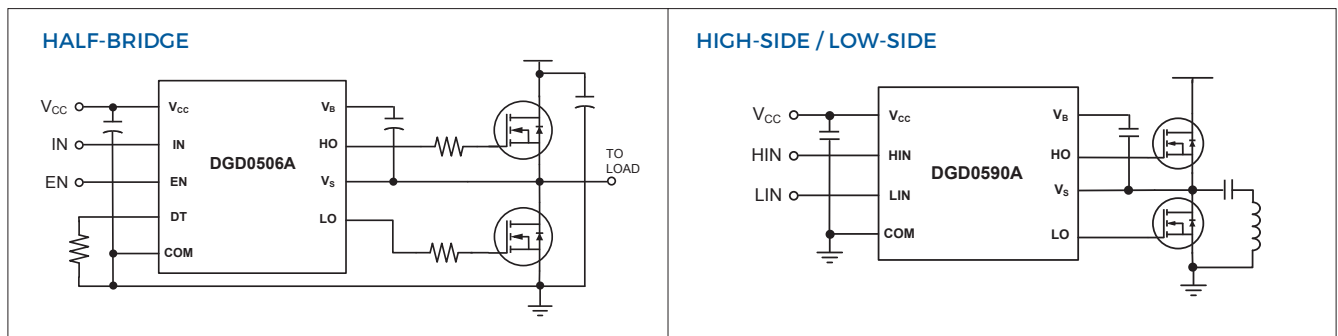 HALF-BRIDGE
VCC
IN
EN
Vcc
IN
EN
DT
COM
DGD0506A
VB
HO
VS
LO
TO
LOAD
HIGH-SIDE / LOW-SIDE
VCC
HIN
LIN
Vcc
HIN
LIN
COM
DGD0590A
VB
HO
VS
LO